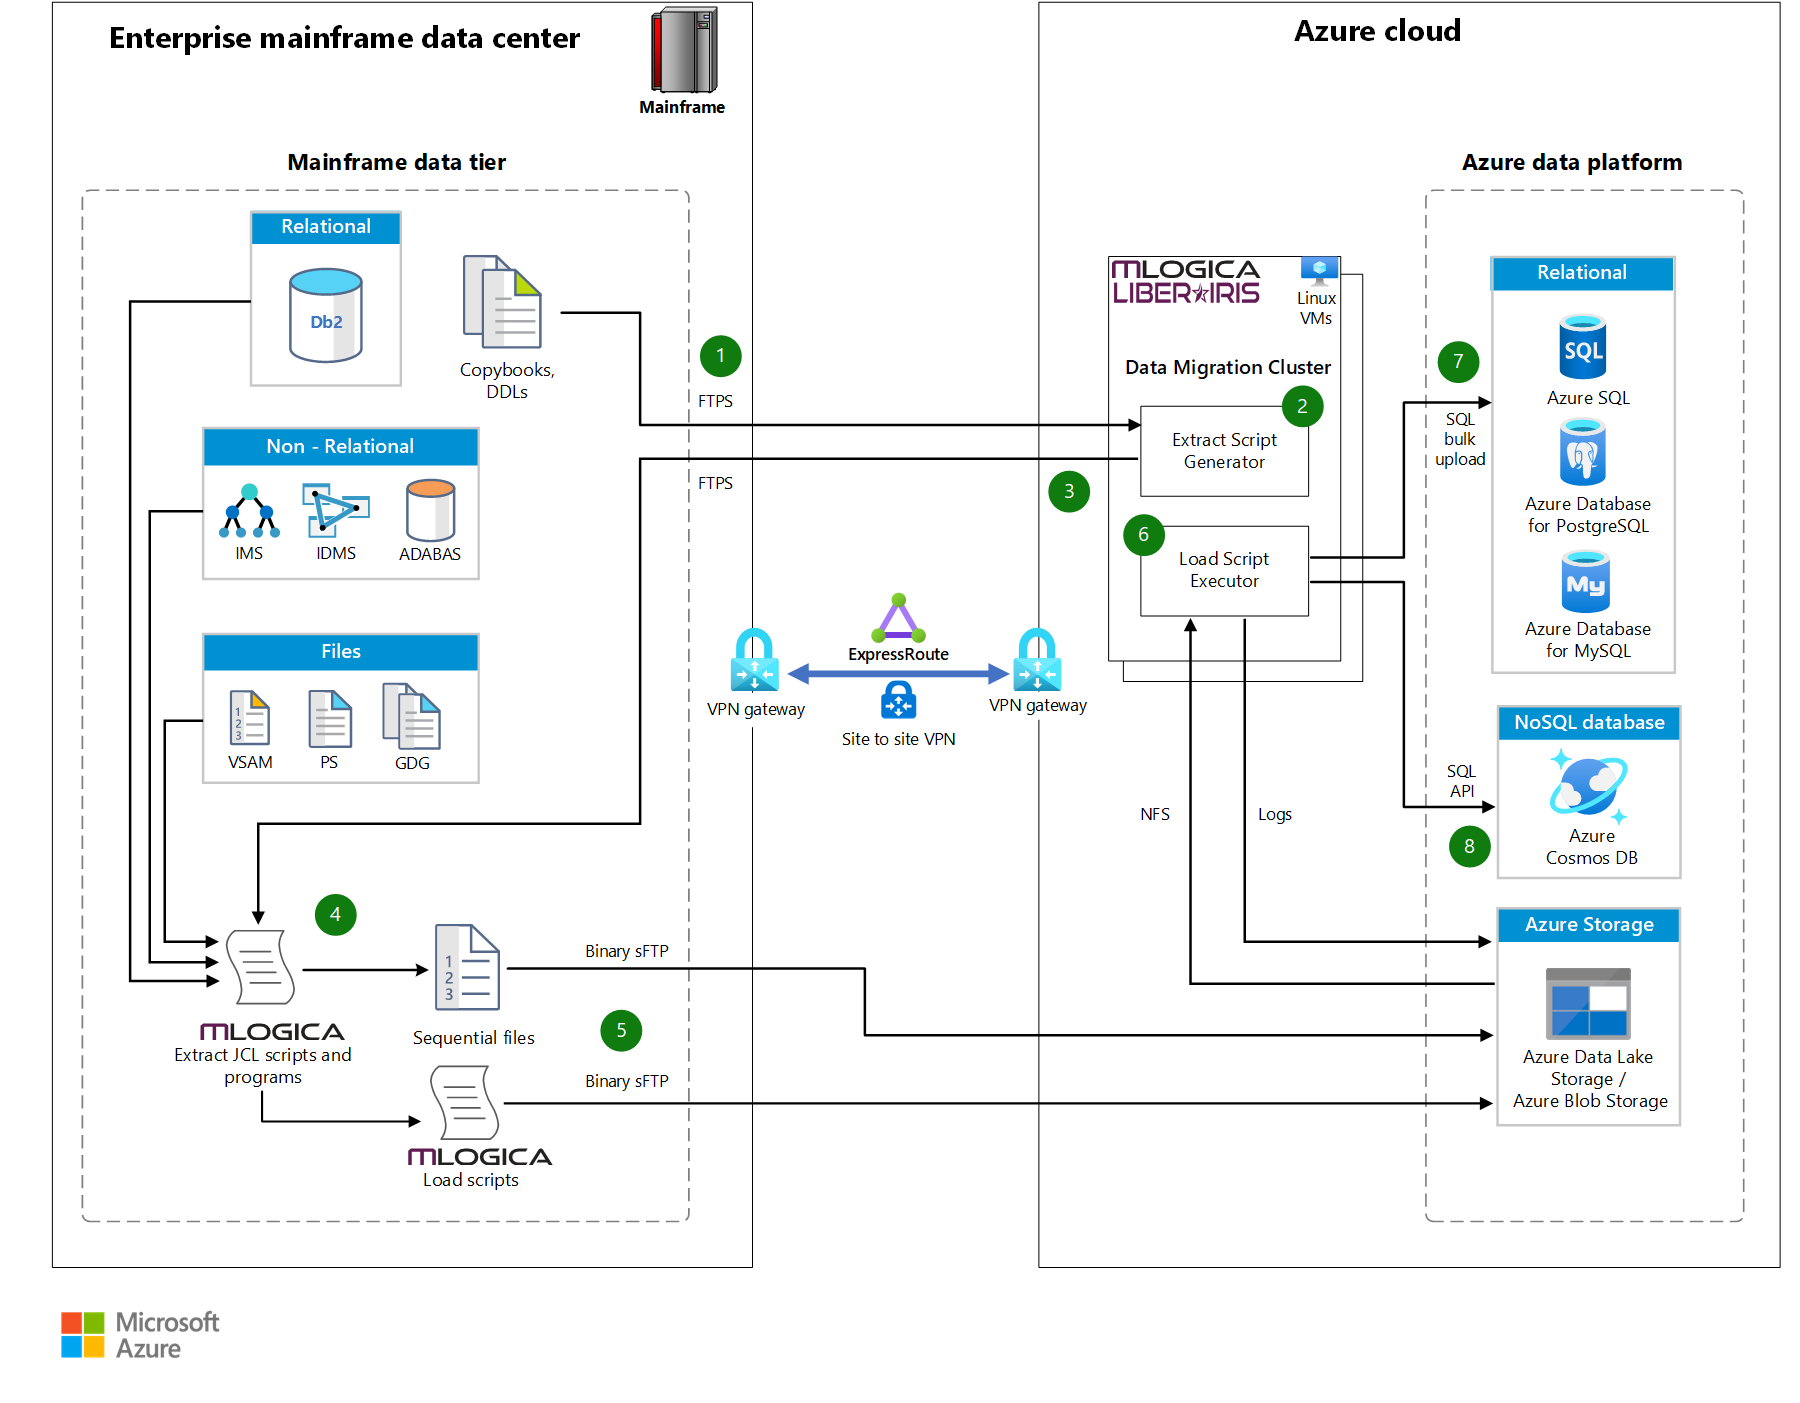 Enterprise mainframe data center
Mainframe
Azure cloud
Mainframe data tier
Azure data platform
Relational
Db2
Copybooks,
DDLs
1
FTPS
Non - Relational
IMS
IDMS
ADABAS
FTPS
3
Files
VSAM
PS
GDG
4
mLOGICA
Extract JCL scripts and
programs
1
2
3
Sequential files
Binary sFTP
5
Binary sFTP
mLOGICA
Load scripts
VPN gateway
ExpressRoute
Site to site VPN
VPN gateway
mLOGICA
LIBER★IRIS
Linux
VMs
Data Migration Cluster
2
Extract Script
Generator
6
Load Script
Executor
NFS
Logs
7
SQL
bulk
upload
Relational
SQL
Azure SQL
Azure Database
for PostgreSQL
My
Azure Database
for MySQL
SQL
API
8
NoSQL database
Azure
Cosmos DB
Azure Storage
Azure Data Lake
Storage /
Azure Blob Storage
Microsoft
Azure
1
2
3